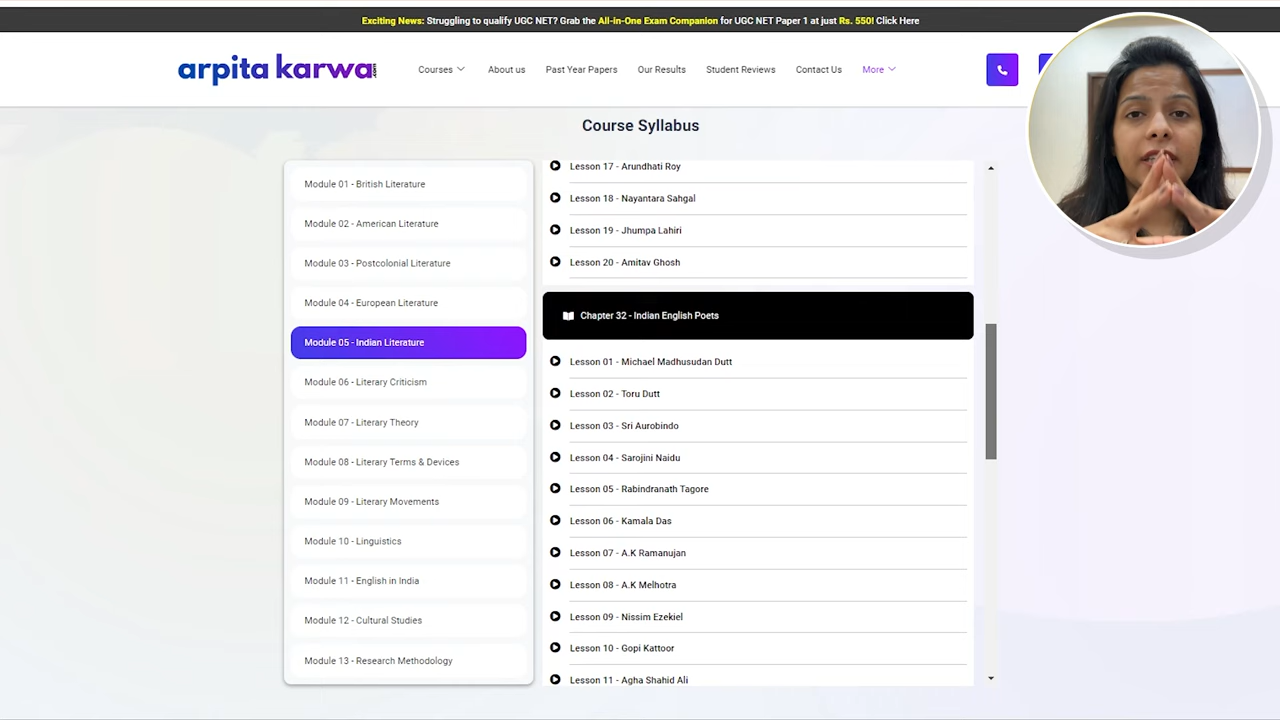 Exciting News: Struggling to qualify UGC NET? Grab the All-In-One Exam Companion for UGC NET Paper 1 at just Rs. 550! Click Here
arpita karwa.com
Courses
About us
Past Year Papers
Our Results
Student Reviews
Contact Us
More
Course Syllabus
Module 01 - British Literature
Module 02 - American Literature
Module 03 - Postcolonial Literature
Module 04 - European Literature
Module 05 - Indian Literature
Module 06 - Literary Criticism
Module 07 - Literary Theory
Module 08 - Literary Terms & Devices
Module 09 - Literary Movements
Module 10 - Linguistics
Module 11 - English in India
Module 12 - Cultural Studies
Module 13 - Research Methodology
Lesson 17 - Arundhati Roy
Lesson 18 - Nayantara Sahgal
Lesson 19 - Jhumpa Lahiri
Lesson 20 - Amitav Ghosh
Chapter 32 - Indian English Poets
Lesson 01 - Michael Madhusudan Dutt
Lesson 02 - Toru Dutt
Lesson 03 - Sri Aurobindo
Lesson 04 - Sarojini Naidu
Lesson 05 - Rabindranath Tagore
Lesson 06 - Kamala Das
Lesson 07 - A.K Ramanujan
Lesson 08 - A.K Melhotra
Lesson 09 - Nissim Ezekiel
Lesson 10 - Gopi Kattoor
Lesson 11 - Agha Shahid Ali